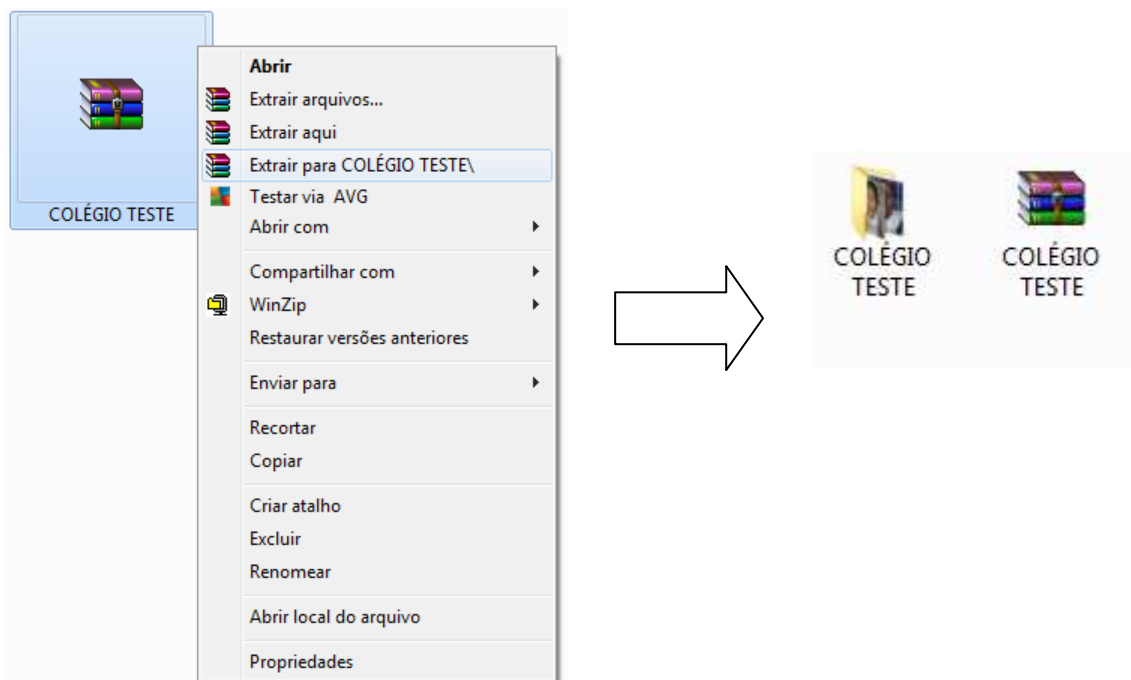 COLÉGIO TESTE
Abrir
Extrair arquivos...
Extrair aqui
Extrair para COLÉGIO TESTE\
Testar via AVG
Abrir com
Compartilhar com
WinZip
Restaurar versões anteriores
Enviar para
Recortar
Copiar
Criar atalho
Excluir
Renomear
Abrir local do arquivo
Propriedades
COLÉGIO
TESTE
COLÉGIO
TESTE